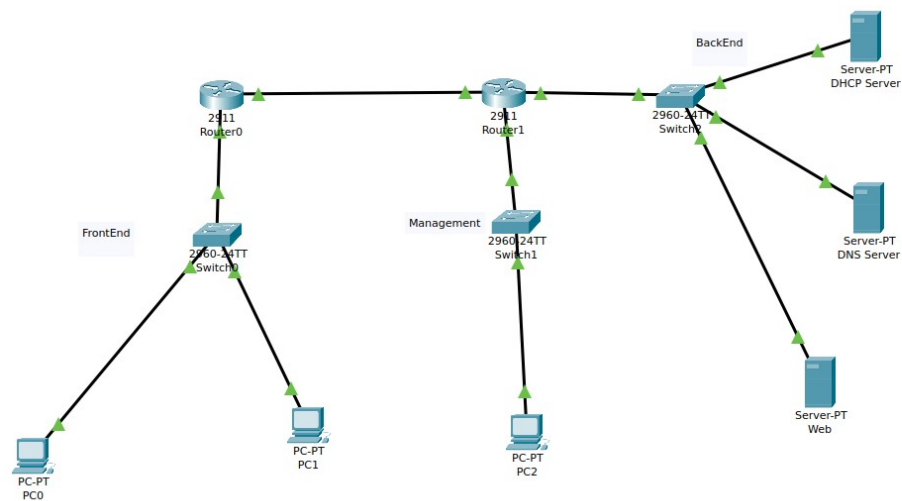 BackEnd
Server-PT
DHCP Server
2911
Router0
2911
Router1
2960-24TT
Switch2
FrontEnd
2960-24TT
Switch0
Management
2960-24TT
Switch1
Server-PT
DNS Server
PC-PT
PC0
PC-PT
PC1
PC-PT
PC2
Server-PT
Web